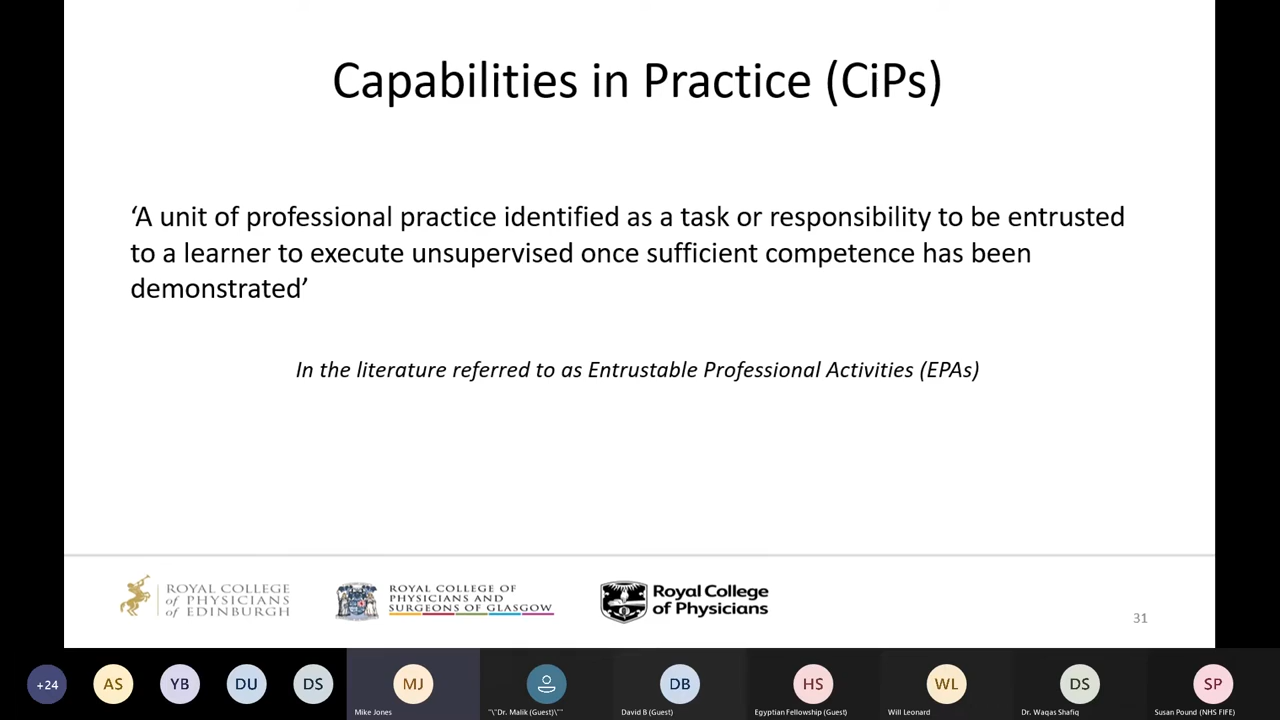 Capabilities in Practice (CiPs)
‘A unit of professional practice identified as a task or responsibility to be entrusted
to a learner to execute unsupervised once sufficient competence has been
demonstrated’
In the literature referred to as Entrustable Professional Activities (EPAs)
ROYAL COLLEGE
of PHYSICIANS
of EDINBURGH
ROYAL COLLEGE OF
PHYSICIANS AND
SURGEONS OF GLASGOW
Royal College
of Physicians
31
+24
AS
YB
DU
DS
MJ
DB
HS
WL
DS
SP
Mike Jones
"\"Dr. Malik (Guest)\""
David B (Guest)
Egyptian Fellowship (Guest)
Will Leonard
Dr. Waqas Shafiq
Susan Pound (NHS FIFE)